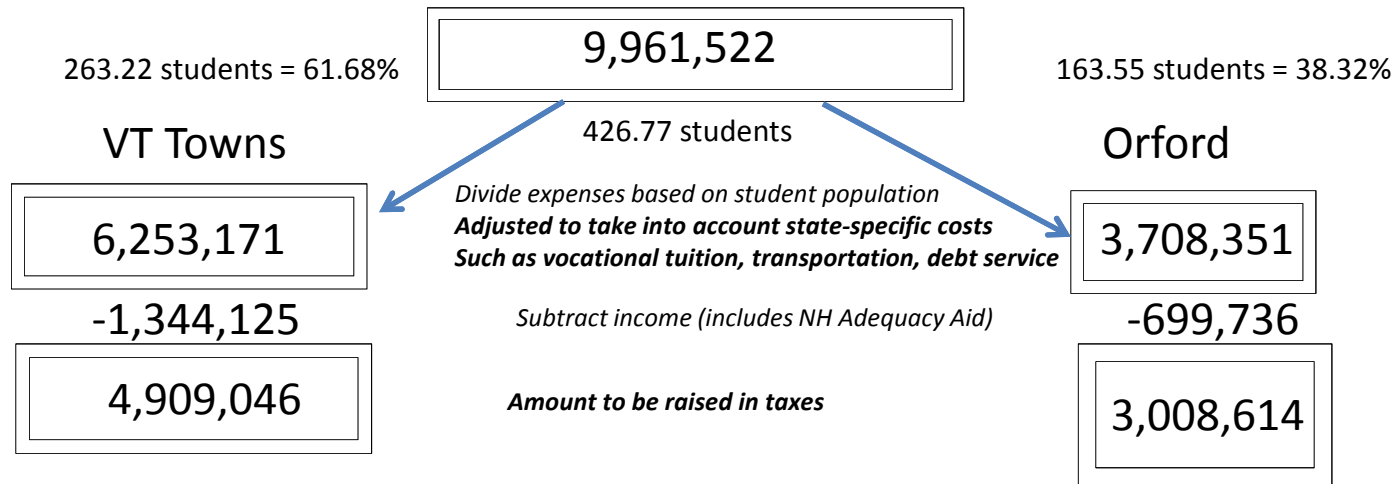 9,961,522
263.22 students = 61.68%
163.55 students = 38.32%
426.77 students
VT Towns
Orford
Divide expenses based on student population
Adjusted to take into account state-specific costs
Such as vocational tuition, transportation, debt service
6,253,171
3,708,351
-1,344,125
Subtract income (includes NH Adequacy Aid)
-699,736
4,909,046
Amount to be raised in taxes
3,008,614